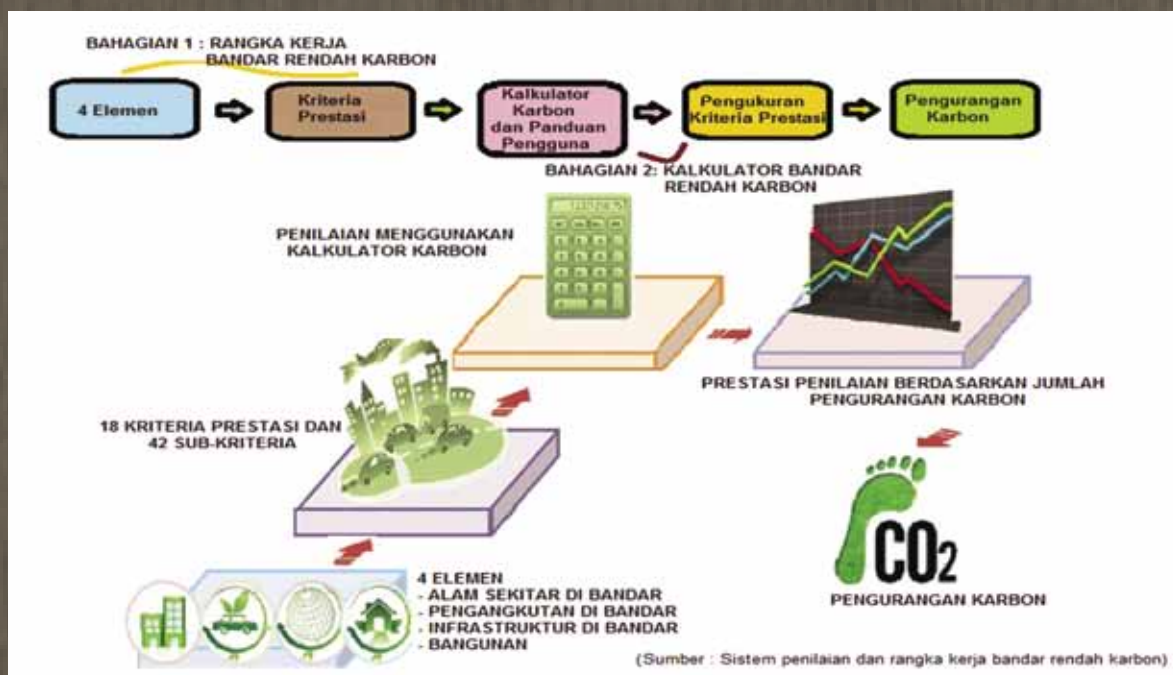 BAHAGIAN 1 : RANGKA KERJA
BANDAR RENDAH KARBON
4 Elemen
Kriteria
Prestasi
Kalkulator
Karbon
dan Panduan
Pengguna
Pengukuran
Kriteria Prestasi
Pengurangan
Karbon
BAHAGIAN 2: KALKULATOR BANDAR
RENDAH KARBON
PENILAIAN MENGGUNAKAN
KALKULATOR KARBON
PRESTASI PENILAIAN BERDASARKAN JUMLAH
PENGURANGAN KARBON
18 KRITERIA PRESTASI DAN
42 SUB-KRITERIA
CO2
PENGURANGAN KARBON
4 ELEMEN
- ALAM SEKITAR DI BANDAR
- PENGANGKUTAN DI BANDAR
- INFRASTRUKTUR DI BANDAR
- BANGUNAN
(Sumber : Sistem penilaian dan rangka kerja bandar rendah karbon)